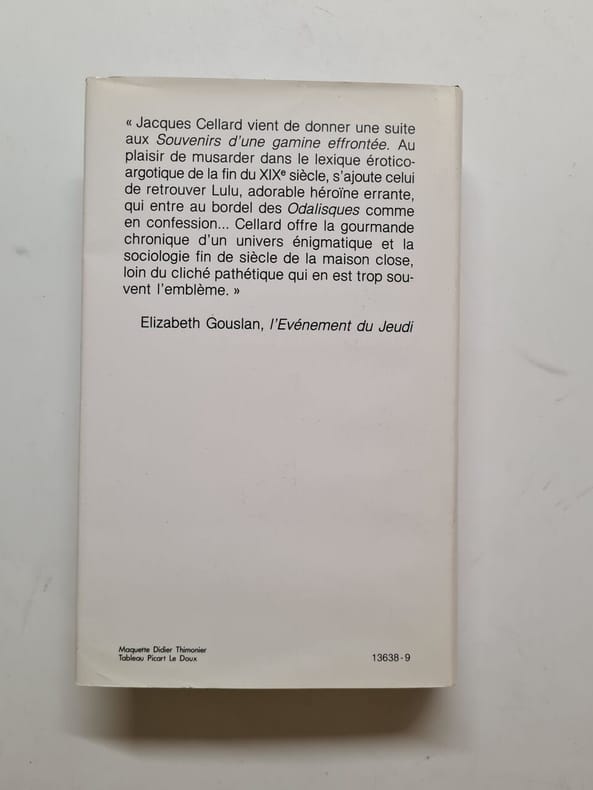 « Jacques Cellard vient de donner une suite
aux Souvenirs d'une gamine effrontée. Au
plaisir de musarder dans le lexique érotico-
argotique de la fin du XIXe siècle, s'ajoute celui
de retrouver Lulu, adorable héroïne errante,
qui entre au bordel des Odalisques comme
en confession... Cellard offre la gourmande
chronique d'un univers énigmatique et la
sociologie fin de siècle de la maison close,
loin du cliché pathétique qui en est trop sou-
vent l'emblème. »
Elizabeth Gouslan, l'Evénement du Jeudi
Maquette Didier Thimonier
Tableau Picart Le Doux
13638-9